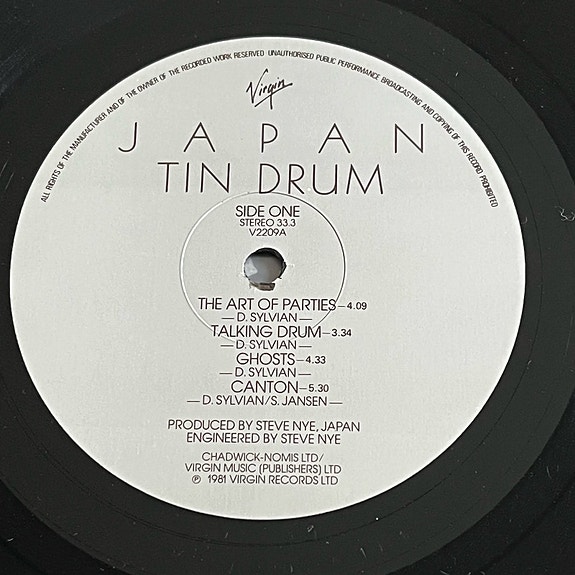 ALL RIGHTS OF THE MANUFACTURER AND OF THE OWNER OF THE RECORDED WORK RESERVED UNAUTHORISED PUBLIC PERFORMANCE BROADCASTING AND COPYING OF THIS RECORD PROHIBITED
Virgin
JAPAN
TIN DRUM
SIDE ONE
STEREO 33.3
V2209A
THE ART OF PARTIES—4.09
— D. SYLVIAN —
TALKING DRUM—3.34
— D. SYLVIAN —
GHOSTS—4.33
— D. SYLVIAN —
CANTON—5.30
— D. SYLVIAN/S. JANSEN —
PRODUCED BY STEVE NYE, JAPAN
ENGINEERED BY STEVE NYE
CHADWICK-NOMIS LTD/
VIRGIN MUSIC (PUBLISHERS) LTD
℗ 1981 VIRGIN RECORDS LTD